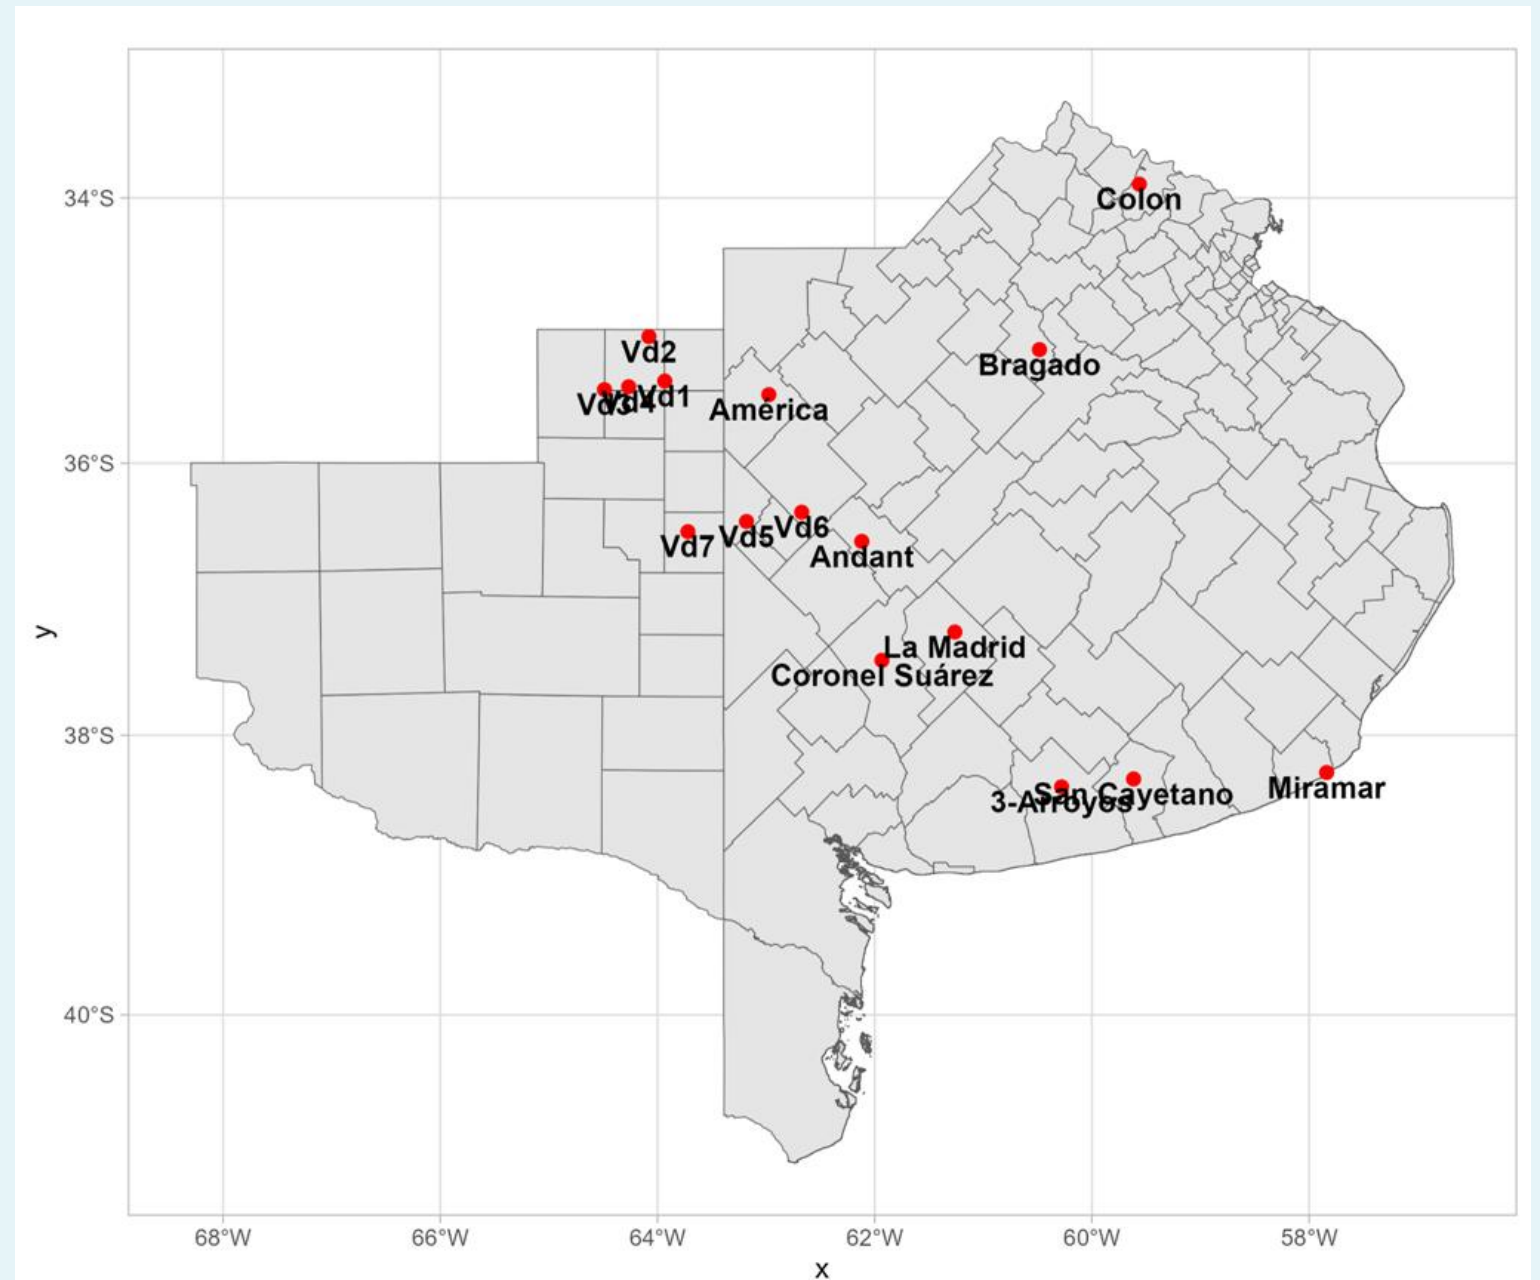 34°S
Colon
Vd2
Bragado
Vd3
Vd4
Vd1
América
36°S
Vd7
Vd5
Vd6
Andant
y
La Madrid
Coronel Suárez
38°S
3-Arroyos
San Cayetano
Miramar
40°S
68°W 66°W 64°W 62°W 60°W 58°W
x